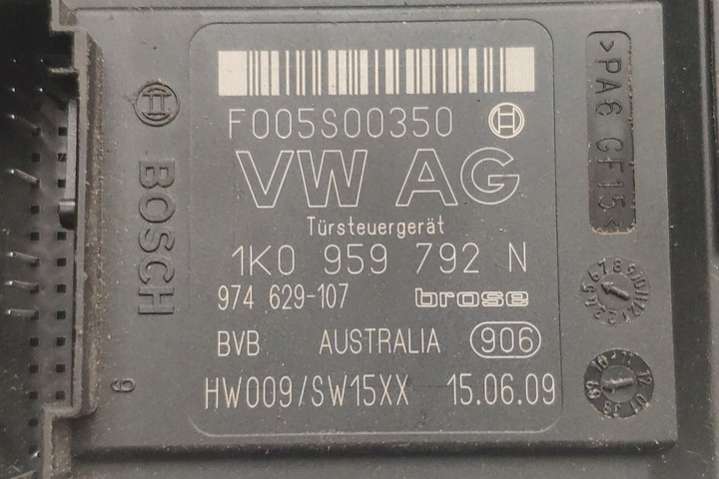 F005S00350
VW AG
Türsteuergerät
1K0 959 792 N
974 629-107 brose
BVB AUSTRALIA 906
HW009/SW15XX 15.06.09
BOSCH
9
>PA6 GF15<